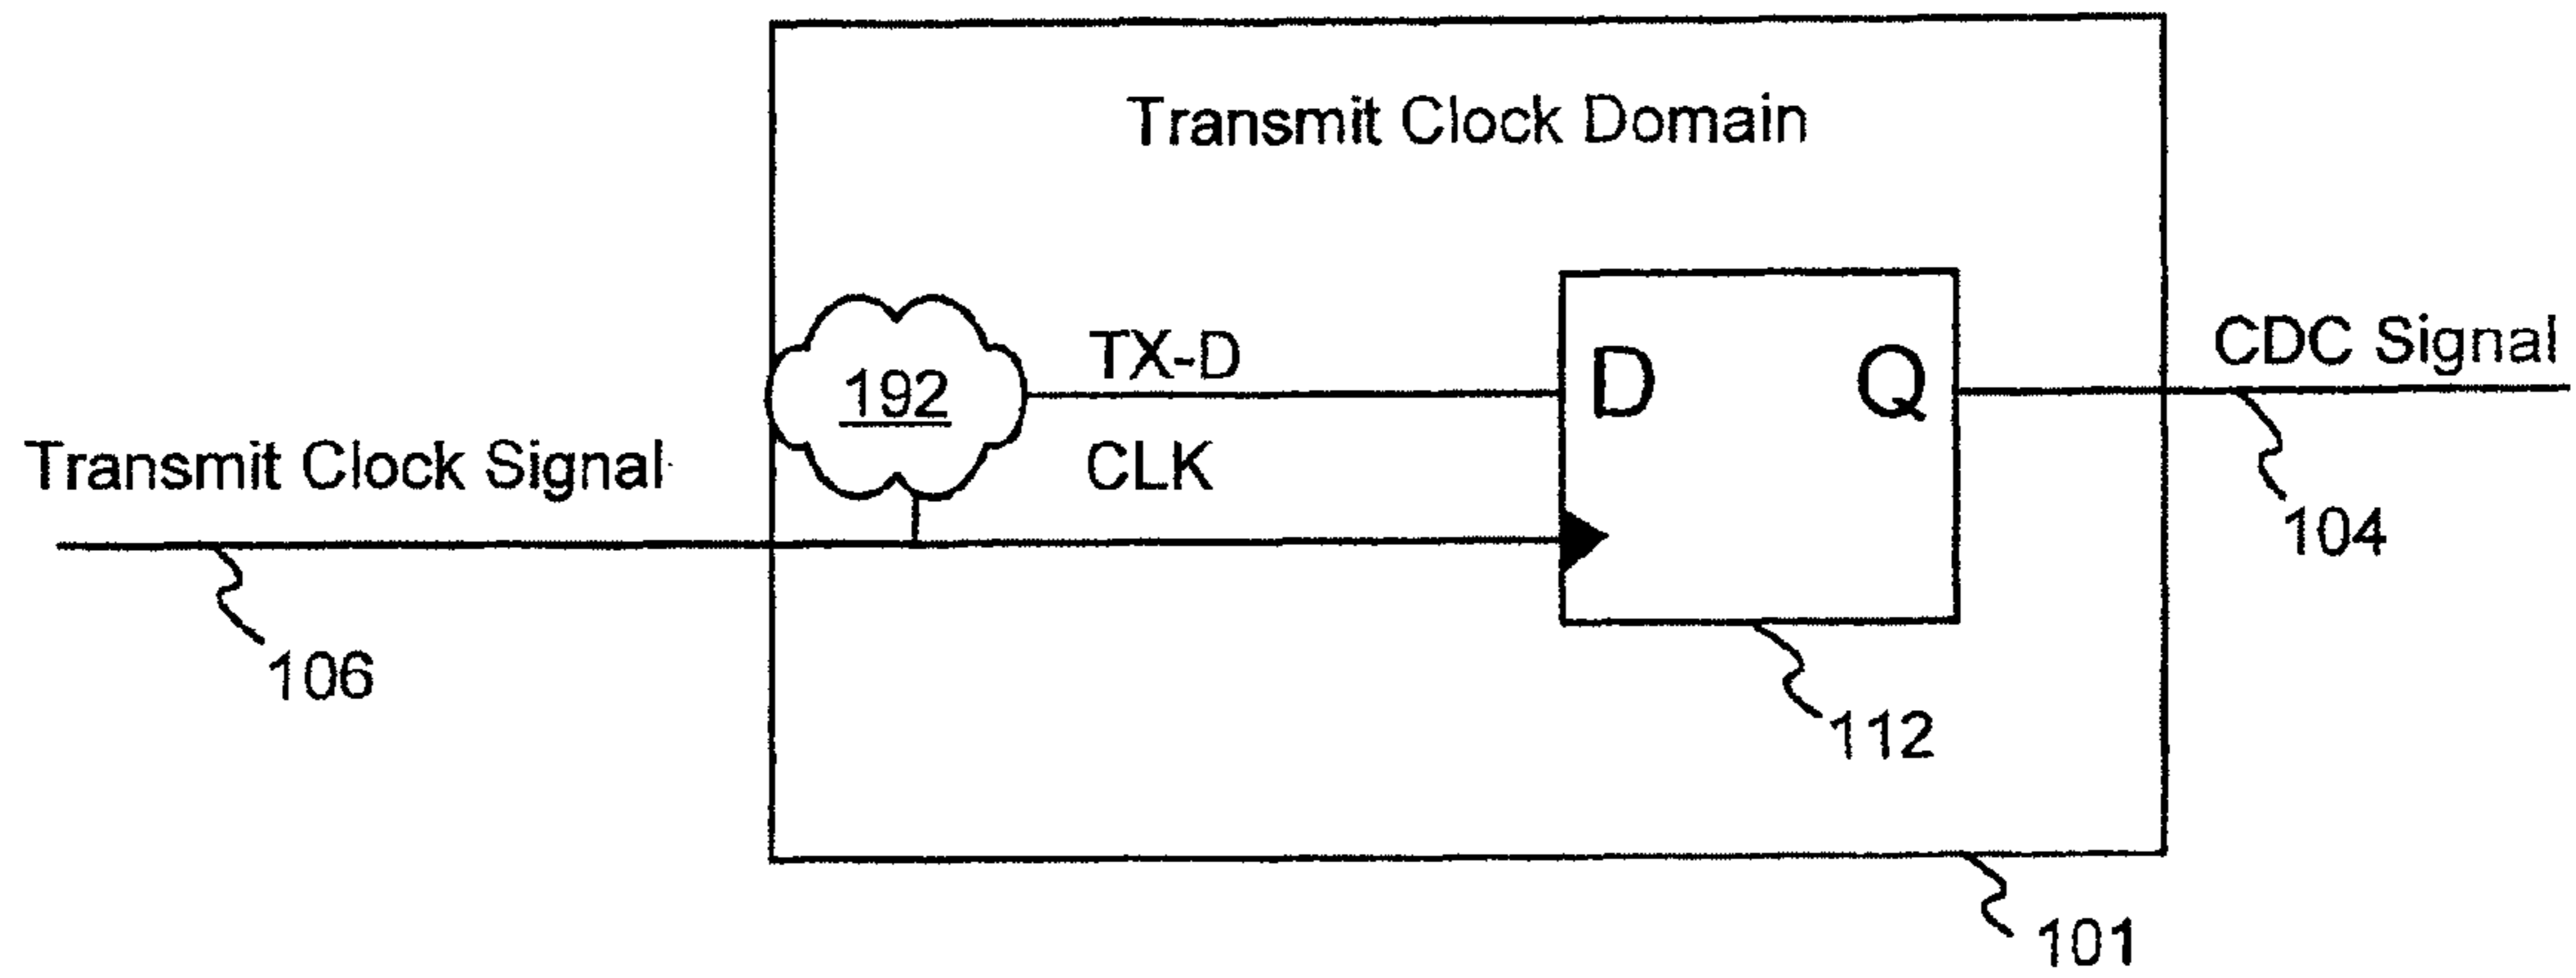 Transmit Clock Domain
TX-D
D
Q
CDC Signal
192
Transmit Clock Signal
CLK
104
106
112
101